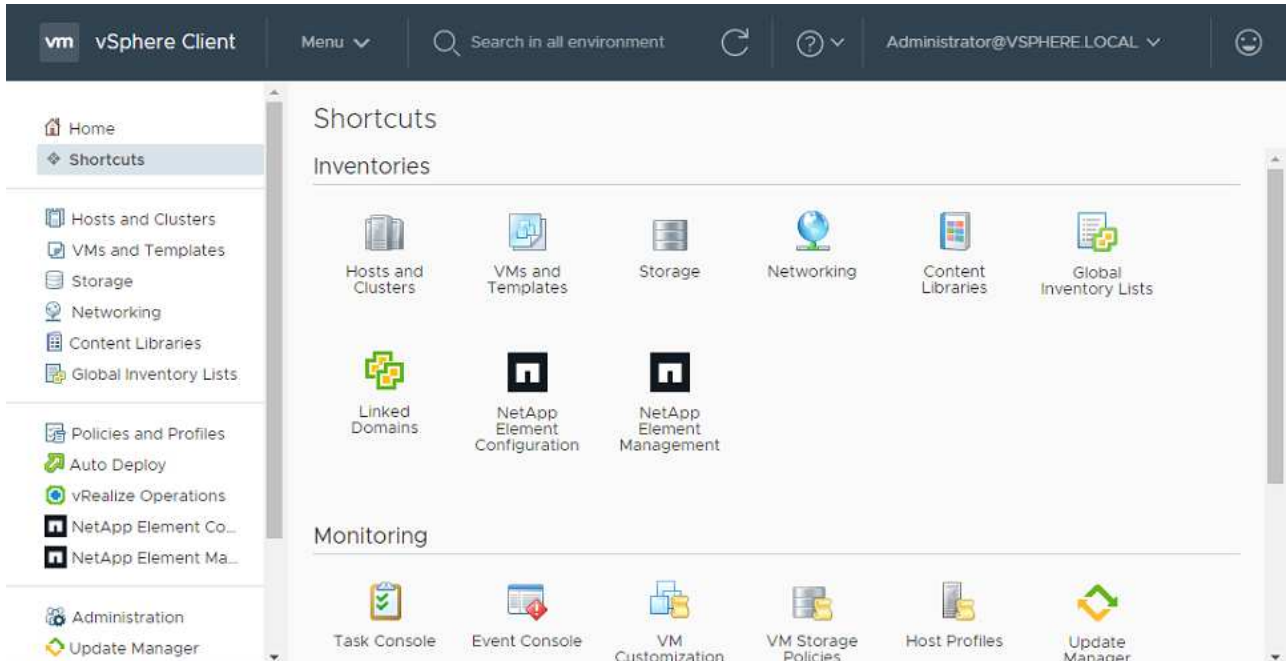 vm vSphere Client Menu Search in all environment Administrator@VSPHERE.LOCAL
Home
Shortcuts
Hosts and Clusters
VMs and Templates
Storage
Networking
Content Libraries
Global Inventory Lists
Policies and Profiles
Auto Deploy
vRealize Operations
NetApp Element Co...
NetApp Element Ma...
Administration
Update Manager
Shortcuts
Inventories
Hosts and
Clusters
VMs and
Templates
Storage
Networking
Content
Libraries
Global
Inventory Lists
Linked
Domains
NetApp
Element
Configuration
NetApp
Element
Management
Monitoring
Task Console
Event Console
VM
Customization
VM Storage
Policies
Host Profiles
Update
Manager